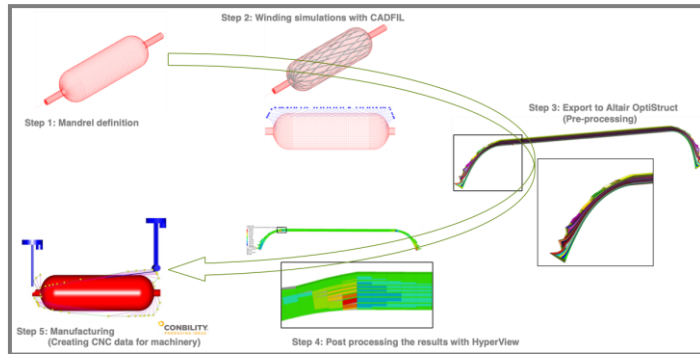 Step 2: Winding simulations with CADFIL
Step 1: Mandrel definition
Step 3: Export to Altair OptiStruct
(Pre-processing)
Step 5: Manufacturing
(Creating CNC data for machinery)
CONBILITY
Step 4: Post processing the results with HyperView